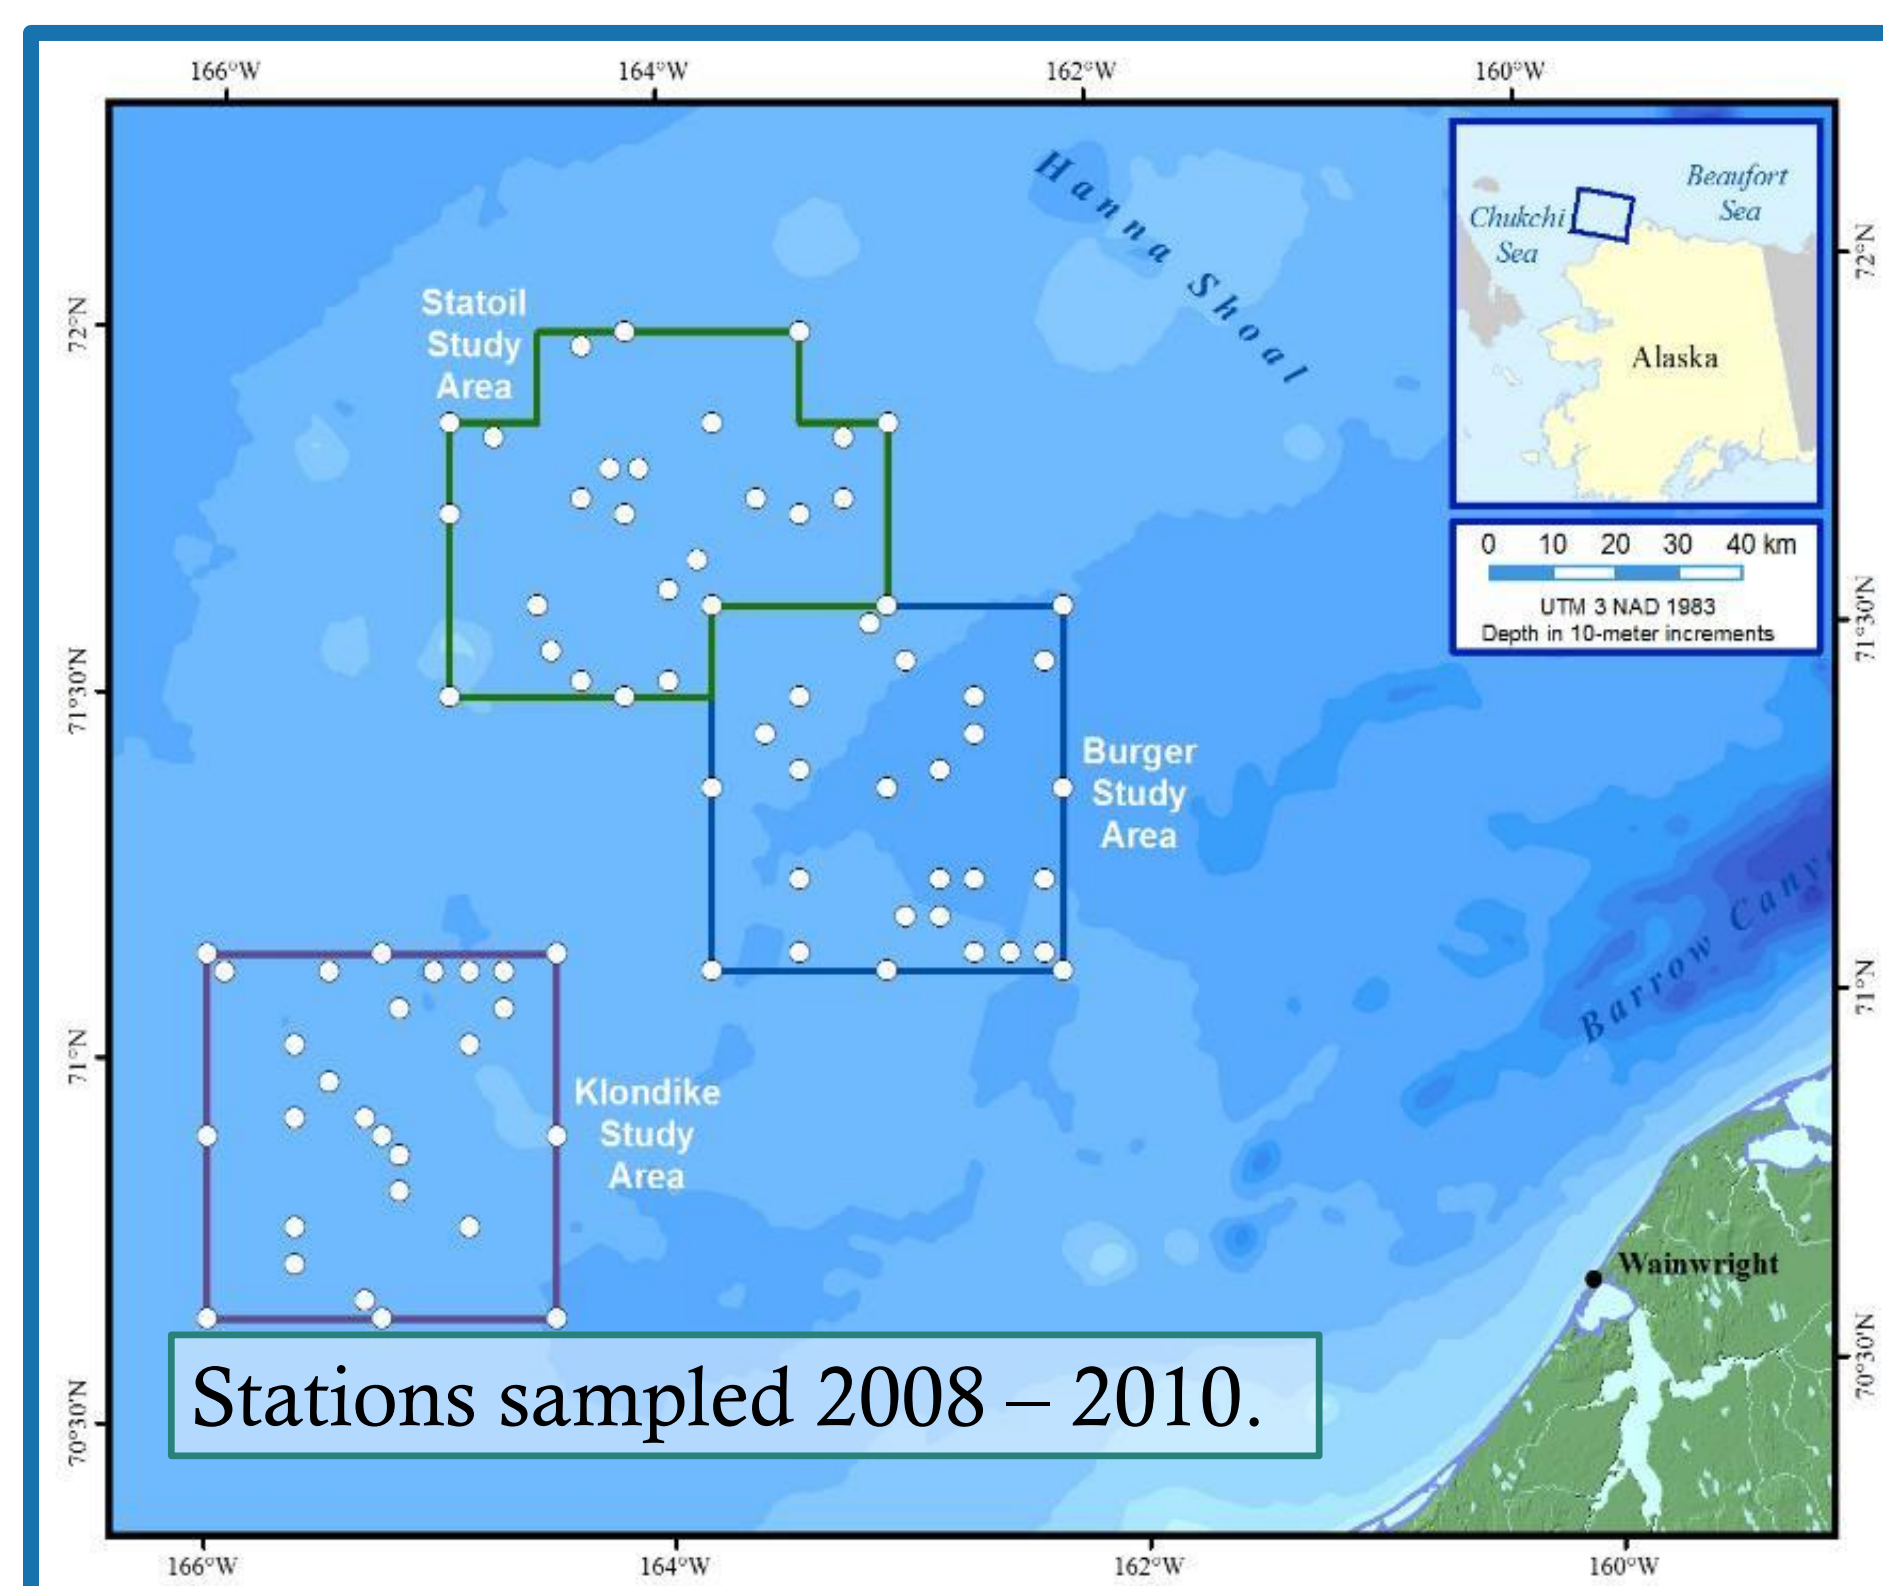 166°W
164°W
162°W
160°W
Hanna Shoal
Beaufort
Sea
Chukchi
Sea
Alaska
72°N
72°N
Statoil
Study
Area
0 10 20 30 40 km
UTM 3 NAD 1983
Depth in 10-meter increments
71°30'N
71°30'N
Burger
Study
Area
Barrow Cany
71°N
71°N
Klondike
Study
Area
Wainwright
70°30'N
70°30'N
Stations sampled 2008 – 2010.
166°W
164°W
162°W
160°W